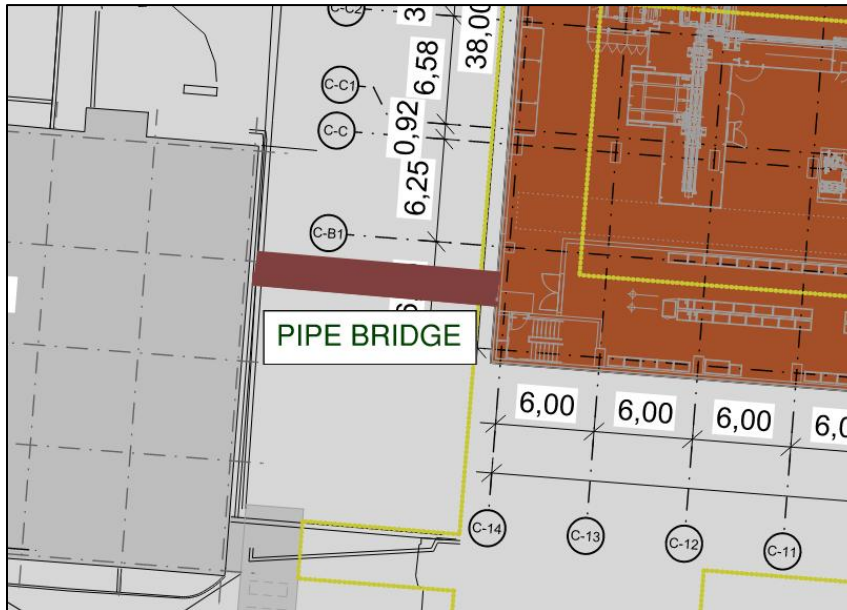 C-C2
38,00
6,58
C-C1
0,92
C-C
6,25
C-B1
PIPE BRIDGE
6,00
6,00
6,00
C-14
C-13
C-12
C-11